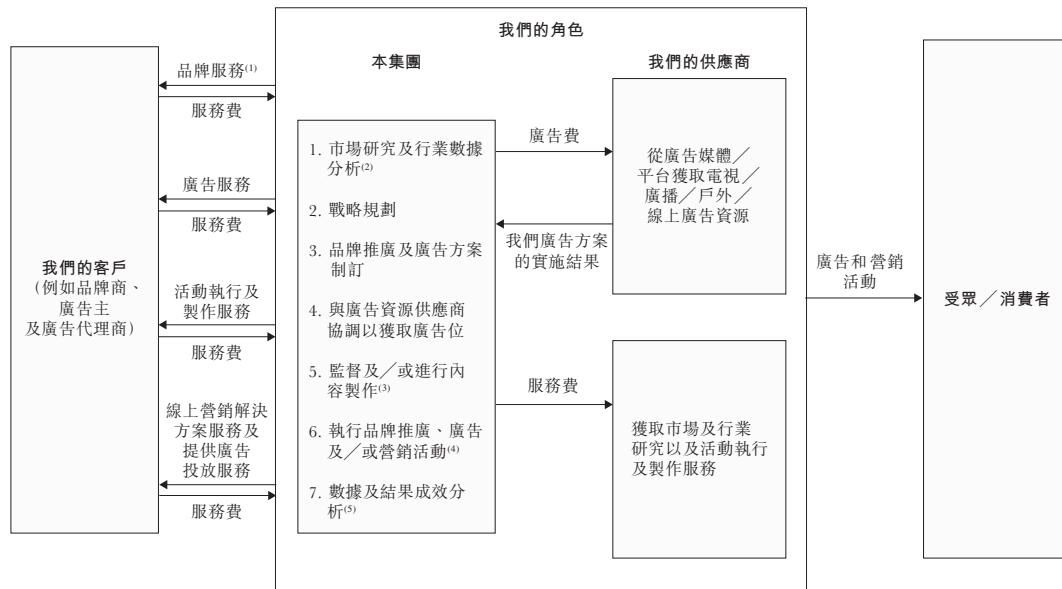 我們的角色
本集團
我們的供應商
我們的客戶
（例如品牌商、
廣告主
及廣告代理商）
品牌服務(1)
服務費
廣告服務
服務費
活動執行及
製作服務
服務費
線上營銷解決
方案服務及
提供廣告
投放服務
服務費
1. 市場研究及行業數據
分析(2)
2. 戰略規劃
3. 品牌推廣及廣告方案
制訂
4. 與廣告資源供應商
協調以獲取廣告位
5. 監督及／或進行內
容製作(3)
6. 執行品牌推廣、廣告
及／或營銷活動(4)
7. 數據及結果成效分
析(5)
廣告費
我們廣告方案
的實施結果
服務費
從廣告媒體／
平台獲取電視／
廣播／戶外／
線上廣告資源
獲取市場及行業
研究以及活動執行
及製作服務
廣告和營銷
活動
受眾／消費者